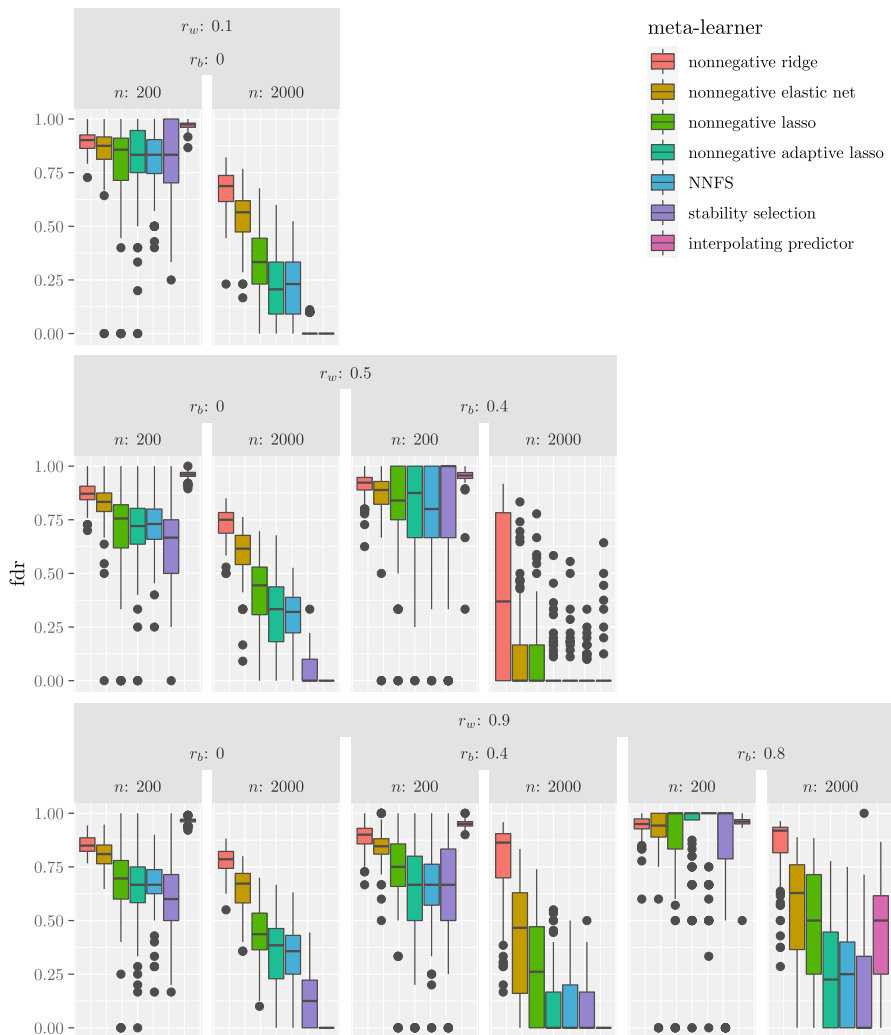 r_w: 0.1
r_b: 0
n: 200 n: 2000
1.00
0.75
0.50
0.25
0.00
meta-learner
nonnegative ridge
nonnegative elastic net
nonnegative lasso
nonnegative adaptive lasso
NNFS
stability selection
interpolating predictor
r_w: 0.5
r_b: 0 r_b: 0.4
n: 200 n: 2000 n: 200 n: 2000
1.00
0.75
0.50
0.25
0.00
fdr
r_w: 0.9
r_b: 0 r_b: 0.4 r_b: 0.8
n: 200 n: 2000 n: 200 n: 2000 n: 200 n: 2000
1.00
0.75
0.50
0.25
0.00